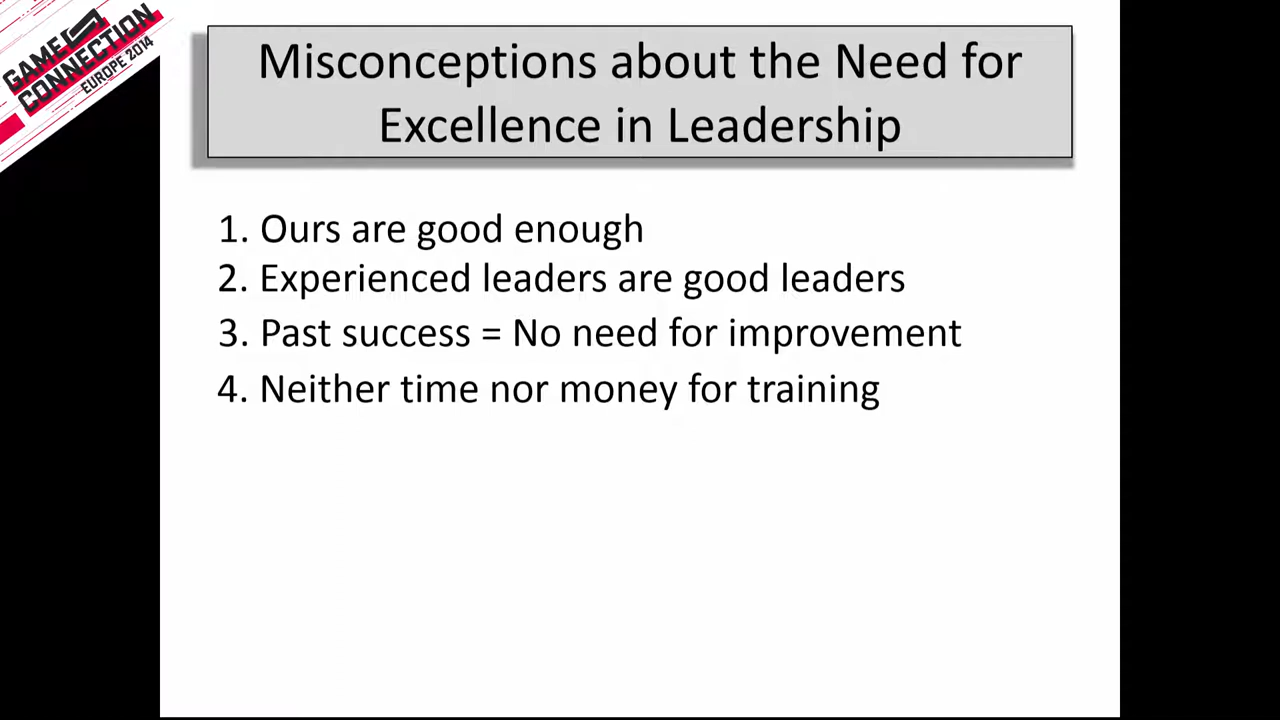 GAME
CONNECTION
EUROPE 2014
Misconceptions about the Need for
Excellence in Leadership
1. Ours are good enough
2. Experienced leaders are good leaders
3. Past success = No need for improvement
4. Neither time nor money for training